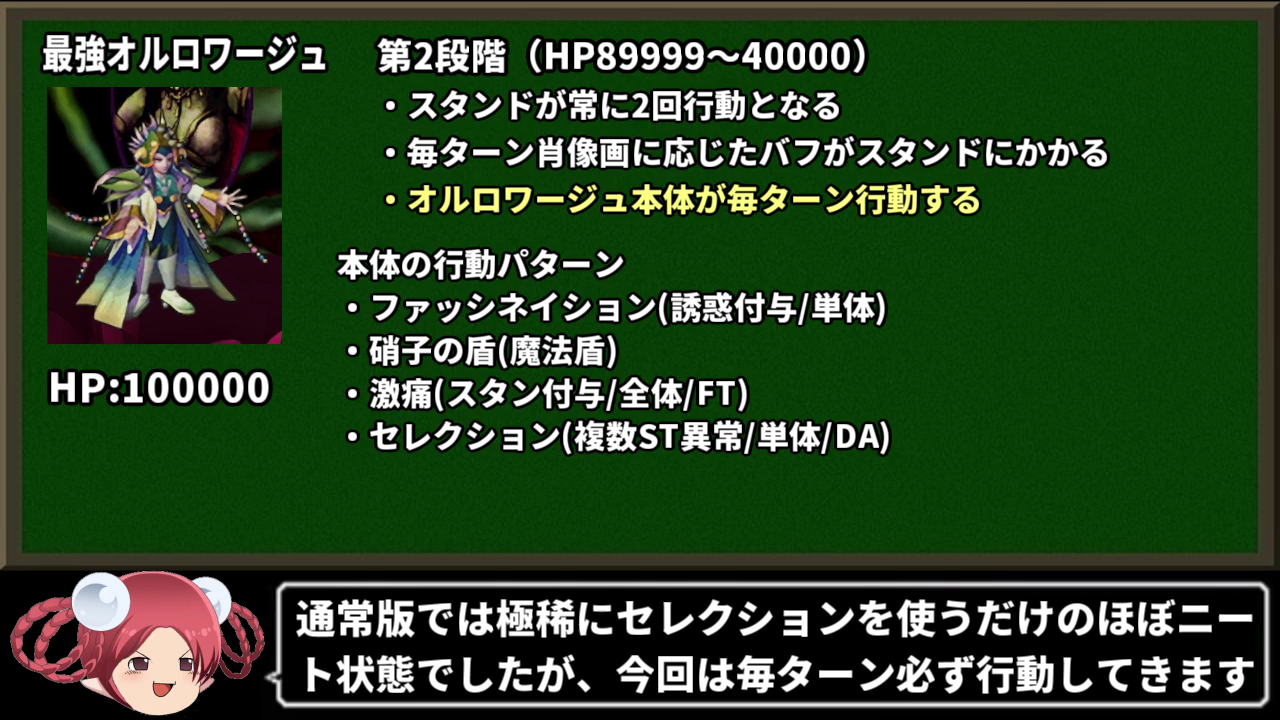 最強オルロワージュ
第2段階（HP89999～40000）
・スタンドが常に2回行動となる
・毎ターン肖像画に応じたバフがスタンドにかかる
・オルロワージュ本体が毎ターン行動する
本体の行動パターン
・ファッシネイション(誘惑付与/単体)
・硝子の盾(魔法盾)
・激痛(スタン付与/全体/FT)
・セレクション(複数ST異常/単体/DA)
HP:100000
通常版では極稀にセレクションを使うだけのほぼニー
ト状態でしたが、今回は毎ターン必ず行動してきます